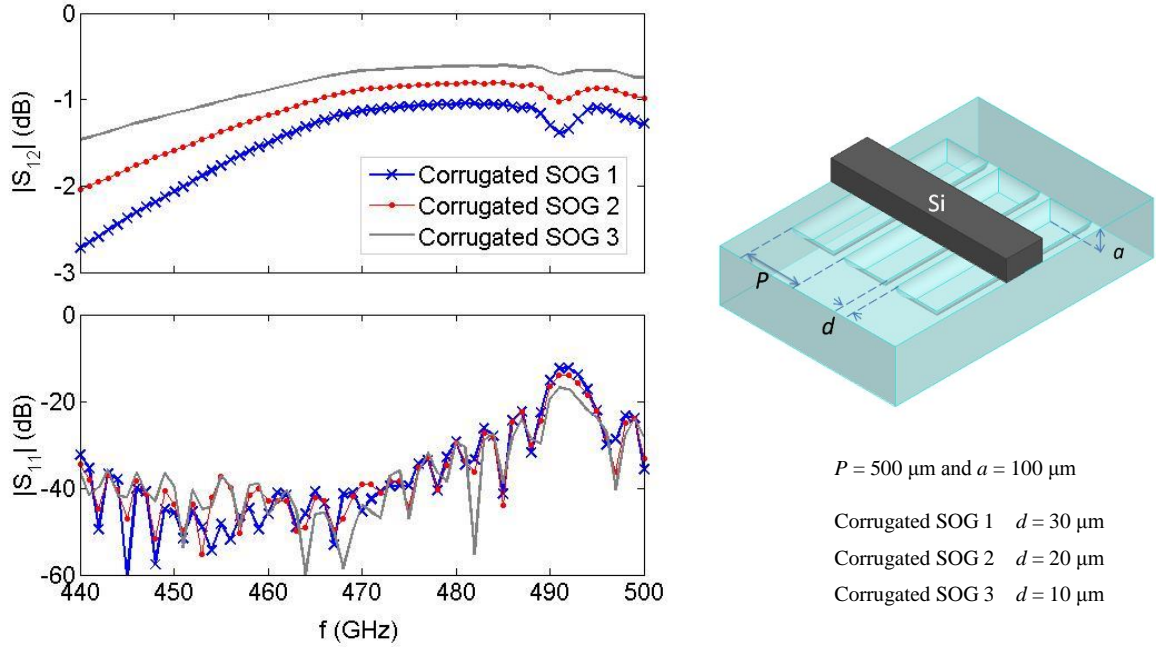 0
-1
-2
-3
|S12| (dB)
Corrugated SOG 1
Corrugated SOG 2
Corrugated SOG 3
0
-20
-40
-60
|S11| (dB)
440 450 460 470 480 490 500
f (GHz)
Si
P
d
a
P = 500 μm and a = 100 μm
Corrugated SOG 1 d = 30 μm
Corrugated SOG 2 d = 20 μm
Corrugated SOG 3 d = 10 μm